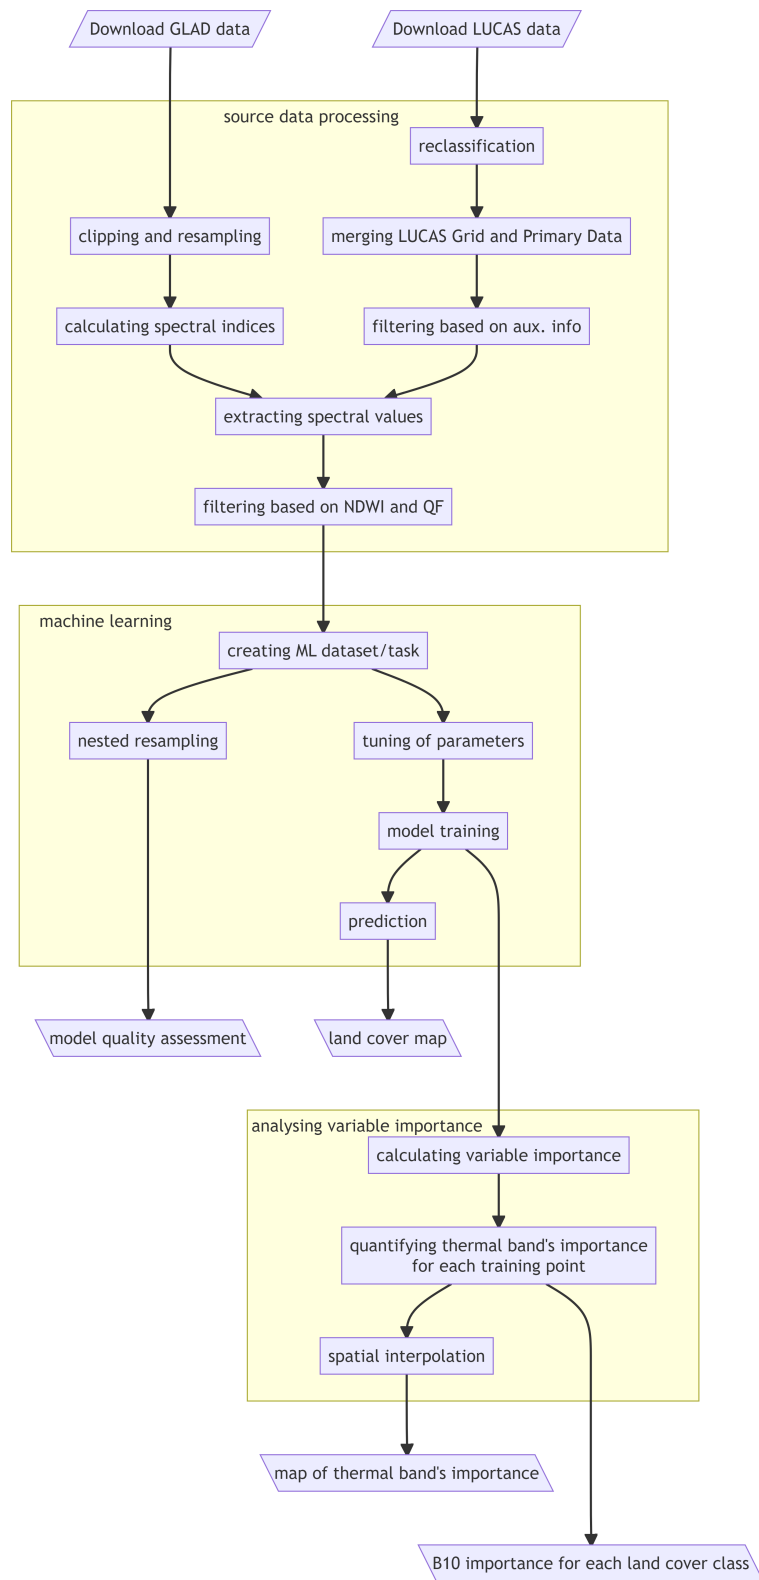 Download GLAD data
Download LUCAS data
source data processing
reclassification
clipping and resampling
merging LUCAS Grid and Primary Data
calculating spectral indices
filtering based on aux. info
extracting spectral values
filtering based on NDWI and QF
machine learning
creating ML dataset/task
nested resampling
tuning of parameters
model training
prediction
model quality assessment
land cover map
analysing variable importance
calculating variable importance
quantifying thermal band's importance
for each training point
spatial interpolation
map of thermal band's importance
B10 importance for each land cover class